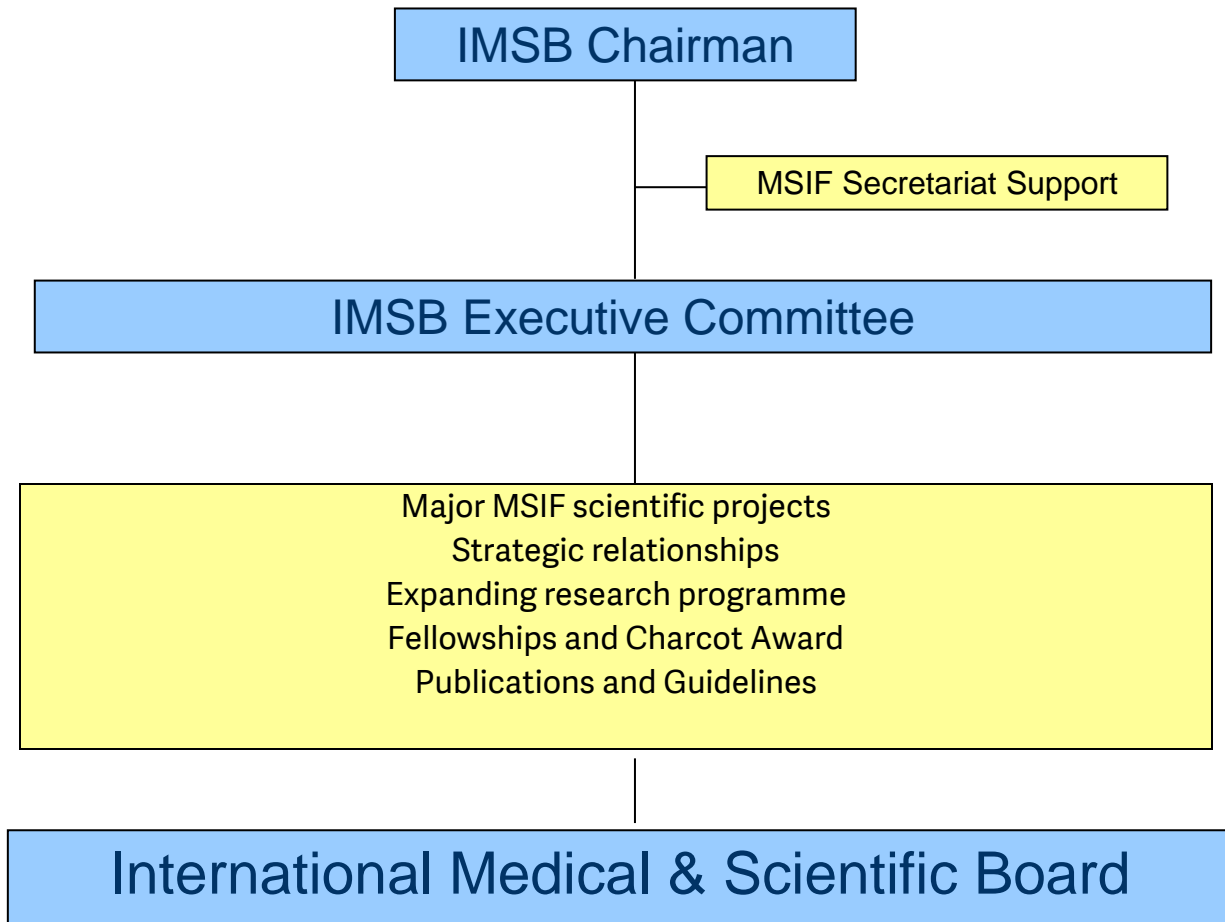 IMSB Chairman
MSIF Secretariat Support
IMSB Executive Committee
Major MSIF scientific projects
Strategic relationships
Expanding research programme
Fellowships and Charcot Award
Publications and Guidelines
International Medical & Scientific Board